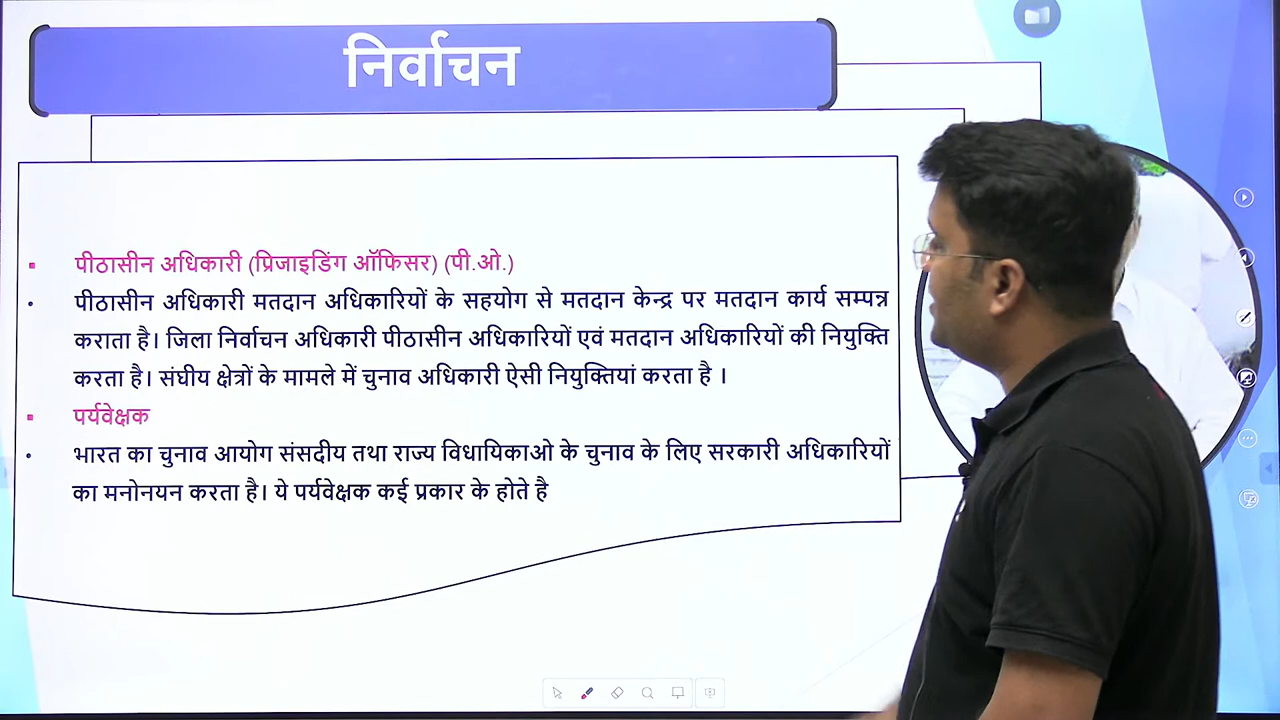 निर्वाचन
पीठासीन अधिकारी (प्रिजाइडिंग ऑफिसर) (पी.ओ.)
पीठासीन अधिकारी मतदान अधिकारियों के सहयोग से मतदान केन्द्र पर मतदान कार्य सम्पन्न
कराता है। जिला निर्वाचन अधिकारी पीठासीन अधिकारियों एवं मतदान अधिकारियों की नियुक्ति
करता है। संघीय क्षेत्रों के मामले में चुनाव अधिकारी ऐसी नियुक्तियां करता है ।
पर्यवेक्षक
भारत का चुनाव आयोग संसदीय तथा राज्य विधायिकाओ के चुनाव के लिए सरकारी अधिकारियों
का मनोनयन करता है। ये पर्यवेक्षक कई प्रकार के होते है